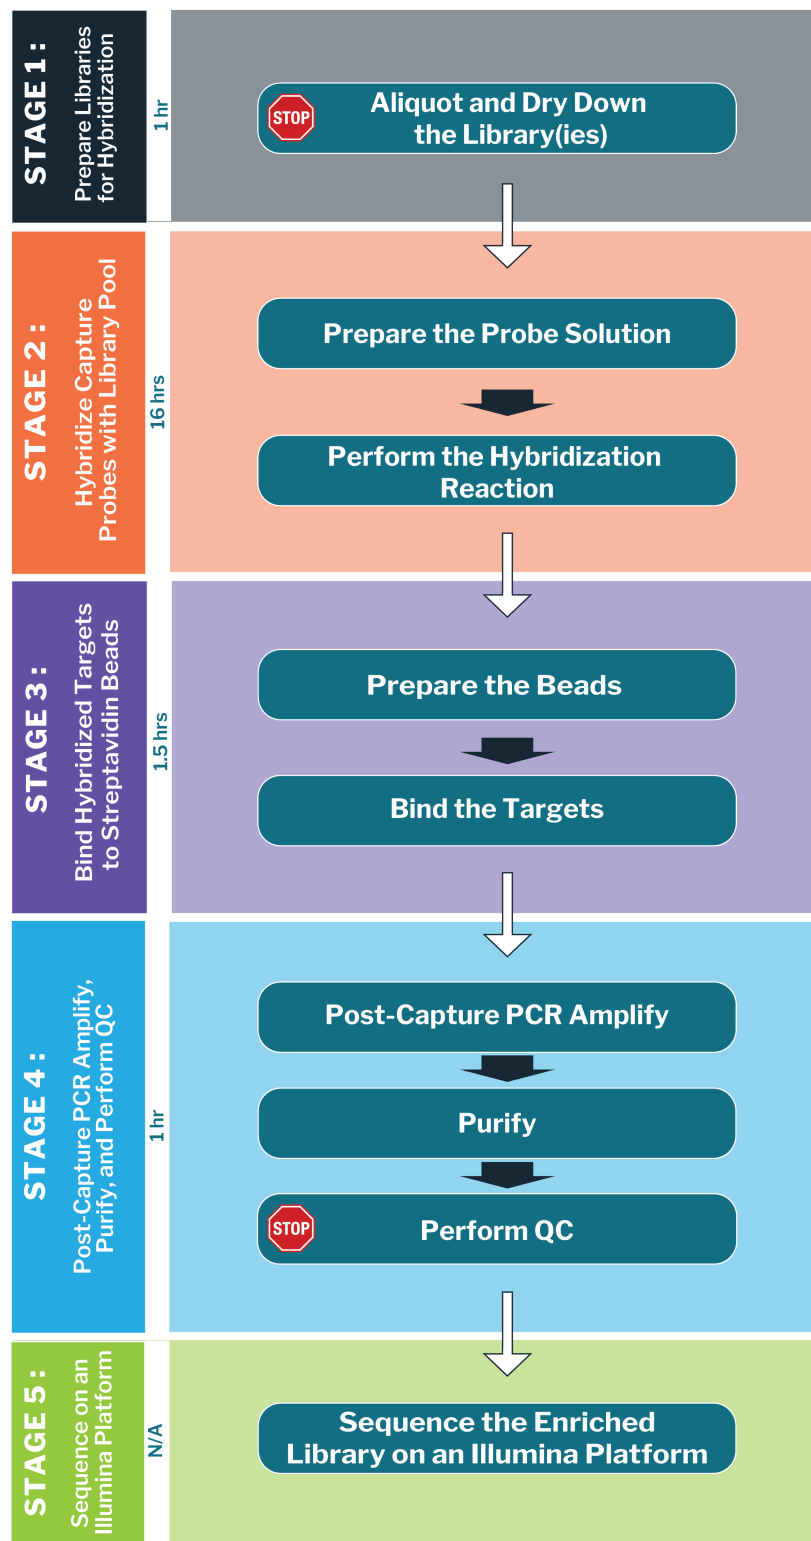 STAGE 1:
Prepare Libraries
for Hybridization
1 hr
STOP
Aliquot and Dry Down
the Library(ies)
STAGE 2:
Hybridize Capture
Probes with Library Pool
16 hrs
Prepare the Probe Solution
Perform the Hybridization
Reaction
STAGE 3:
Bind Hybridized Targets
to Streptavidin Beads
1.5 hrs
Prepare the Beads
Bind the Targets
STAGE 4:
Post-Capture PCR Amplify,
Purify, and Perform QC
1 hr
Post-Capture PCR Amplify
Purify
STOP
Perform QC
STAGE 5:
Sequence on an
Illumina Platform
N/A
Sequence the Enriched
Library on an Illumina Platform